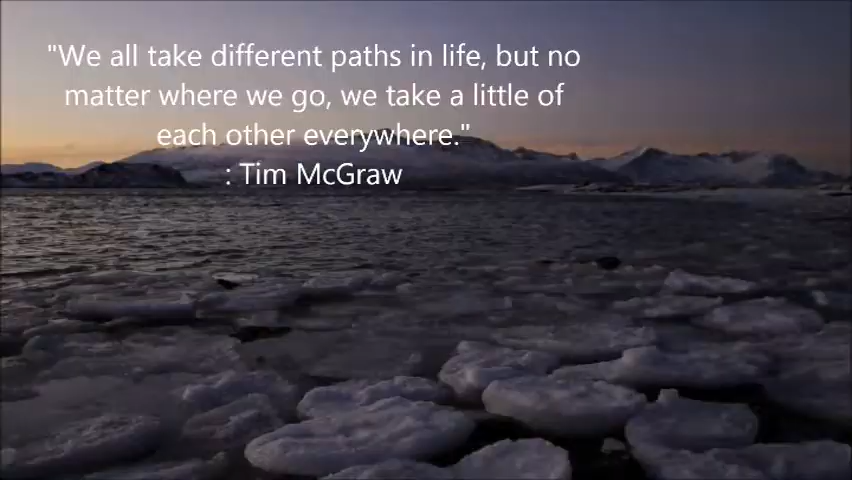 "We all take different paths in life, but no
matter where we go, we take a little of
each other everywhere."
: Tim McGraw